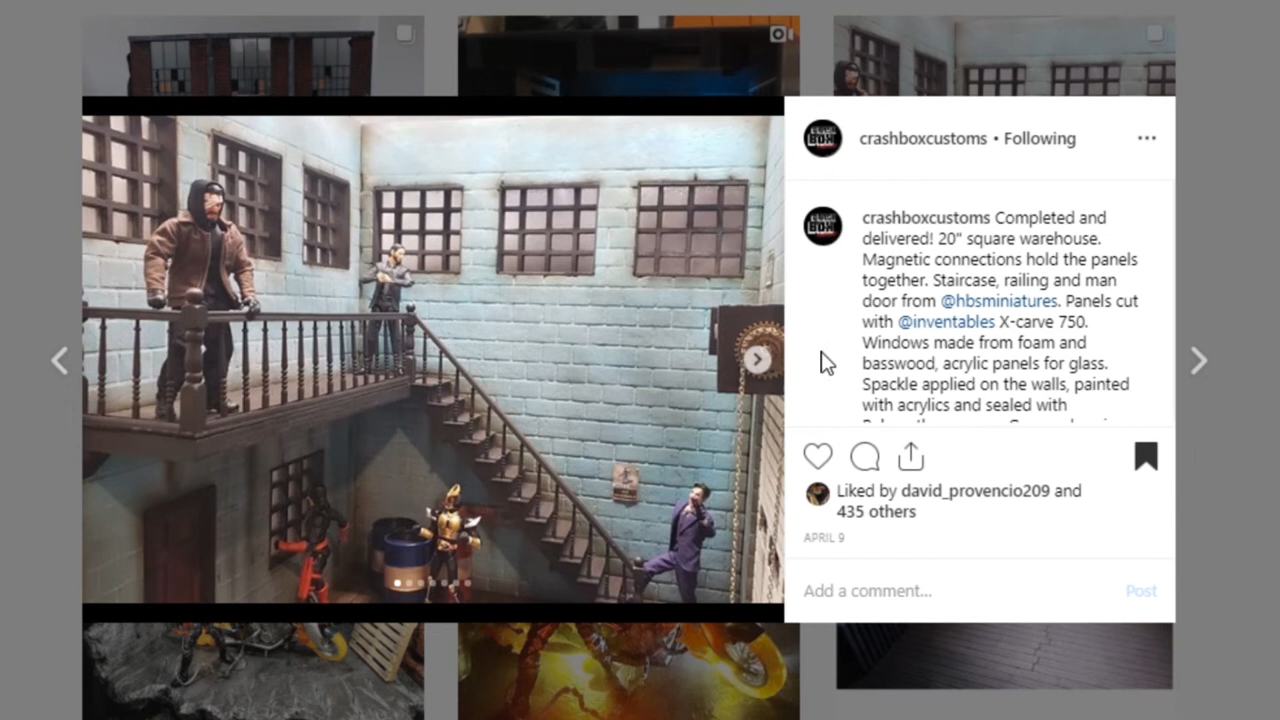 crashboxcustoms • Following
crashboxcustoms Completed and
delivered! 20" square warehouse.
Magnetic connections hold the panels
together. Staircase, railing and man
door from @hbsminiatures. Panels cut
with @inventables X-carve 750.
Windows made from foam and
basswood, acrylic panels for glass.
Spackle applied on the walls, painted
with acrylics and sealed with
Liked by david_provencio209 and
435 others
APRIL 9
Add a comment...
Post